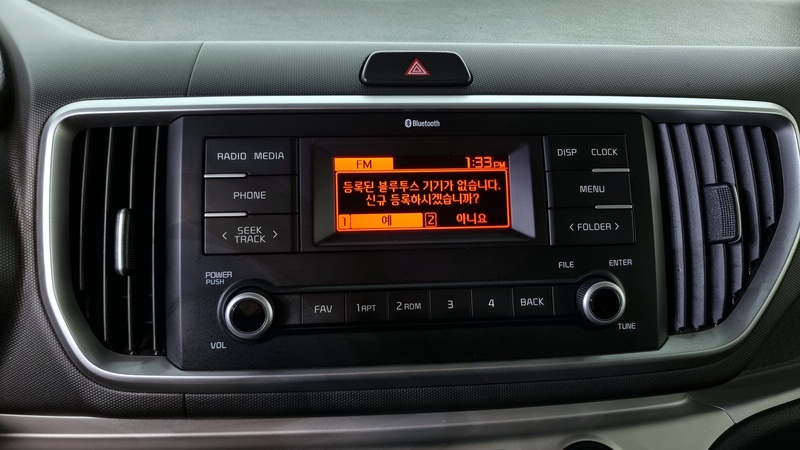 Bluetooth
RADIO MEDIA
PHONE
< SEEK >
TRACK
FM 1:33 PM
등록된 블루투스 기기가 없습니다.
신규 등록하시겠습니까?
1 예 2 아니요
DISP CLOCK
MENU
< FOLDER >
POWER
PUSH
VOL
FAV 1 RPT 2 RDM 3 4 BACK
FILE ENTER
TUNE